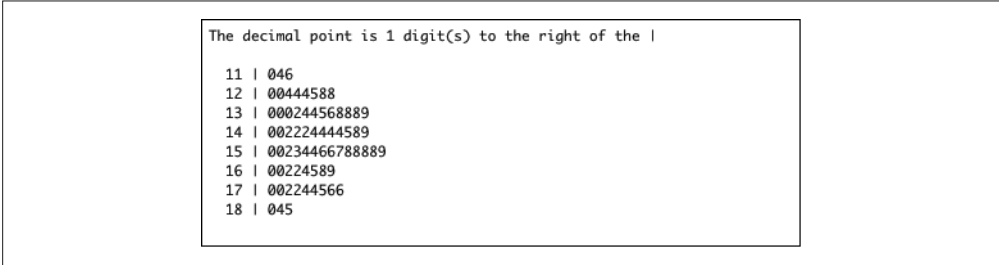 The decimal point is 1 digit(s) to the right of the |
11 | 046
12 | 00444588
13 | 000244568889
14 | 002224444589
15 | 00234466788889
16 | 00224589
17 | 002244566
18 | 045